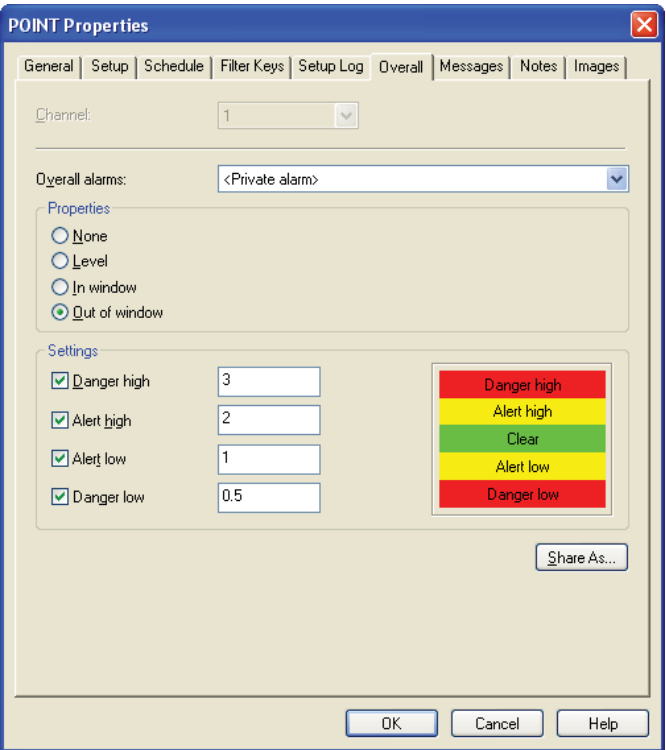 POINT Properties
General Setup Schedule Filter Keys Setup Log Overall Messages Notes Images
Channel: 1
Overall alarms: <Private alarm>
Properties
None
Level
In window
Out of window
Settings
Danger high 3
Alert high 2
Alert low 1
Danger low 0.5
Danger high
Alert high
Clear
Alert low
Danger low
Share As...
OK Cancel Help